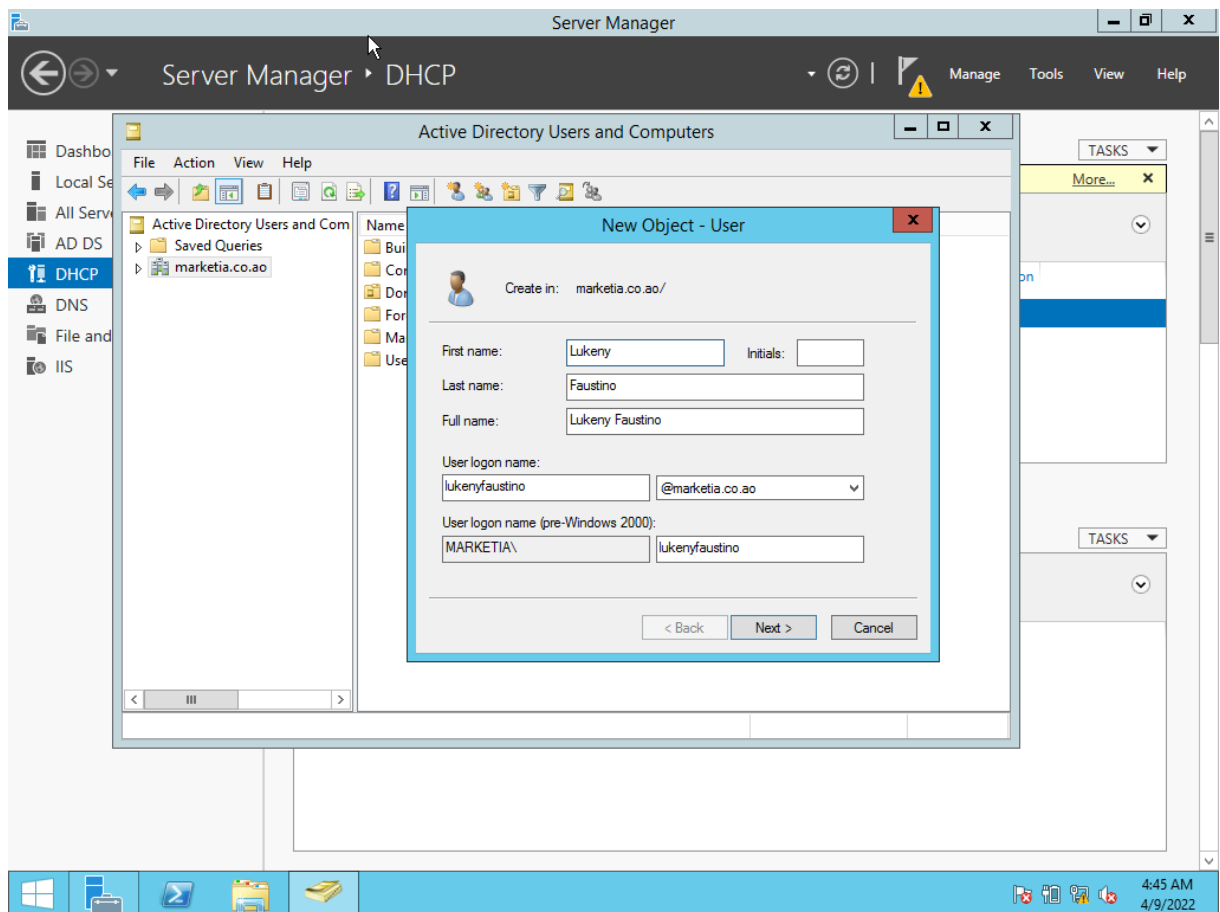 Server Manager
Server Manager ‣ DHCP
Manage Tools View Help
Dashbo
Local Se
All Serv
AD DS
DHCP
DNS
File and
IIS
TASKS
More...
on
TASKS
Active Directory Users and Computers
File Action View Help
Active Directory Users and Com
Saved Queries
marketia.co.ao
Name
Bui
Cor
Dor
For
Ma
Use
New Object - User
Create in: marketia.co.ao/
First name: Lukeny Initials:
Last name: Faustino
Full name: Lukeny Faustino
User logon name:
lukenyfaustino @marketia.co.ao
User logon name (pre-Windows 2000):
MARKETIA\ lukenyfaustino
< Back Next > Cancel
4:45 AM
4/9/2022